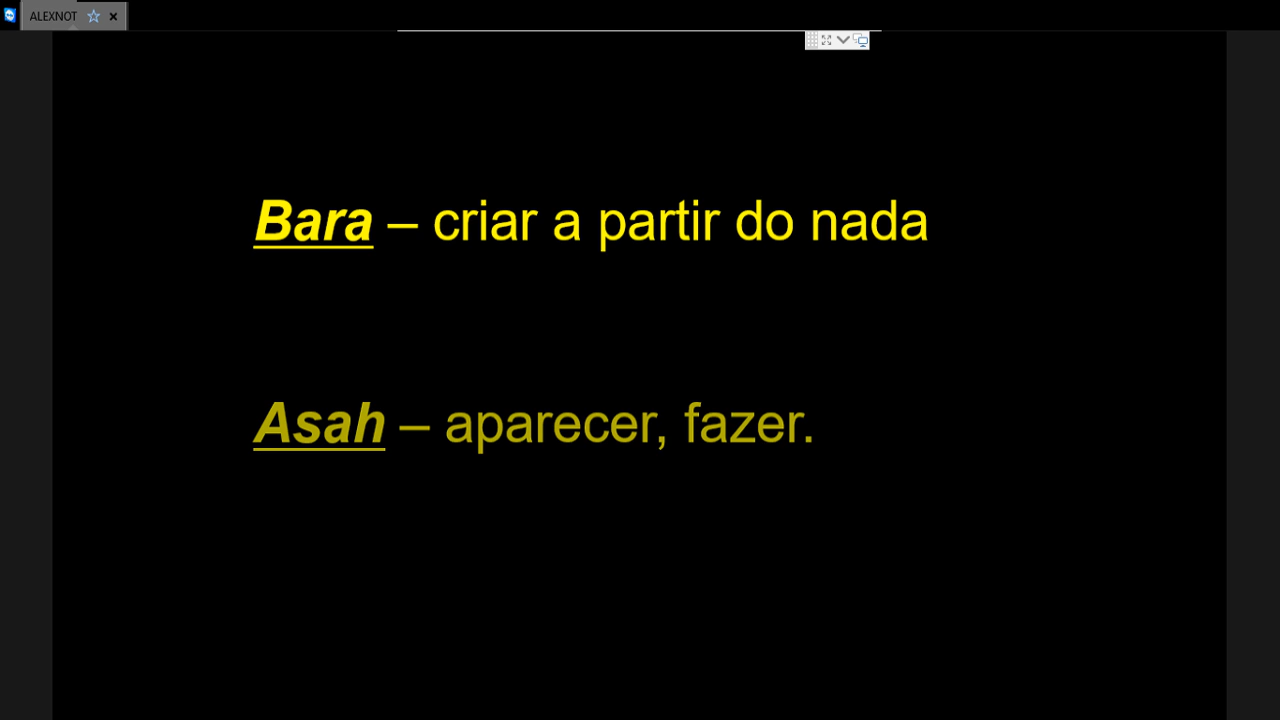 ALEXNOT
Bara – criar a partir do nada
Asah – aparecer, fazer.